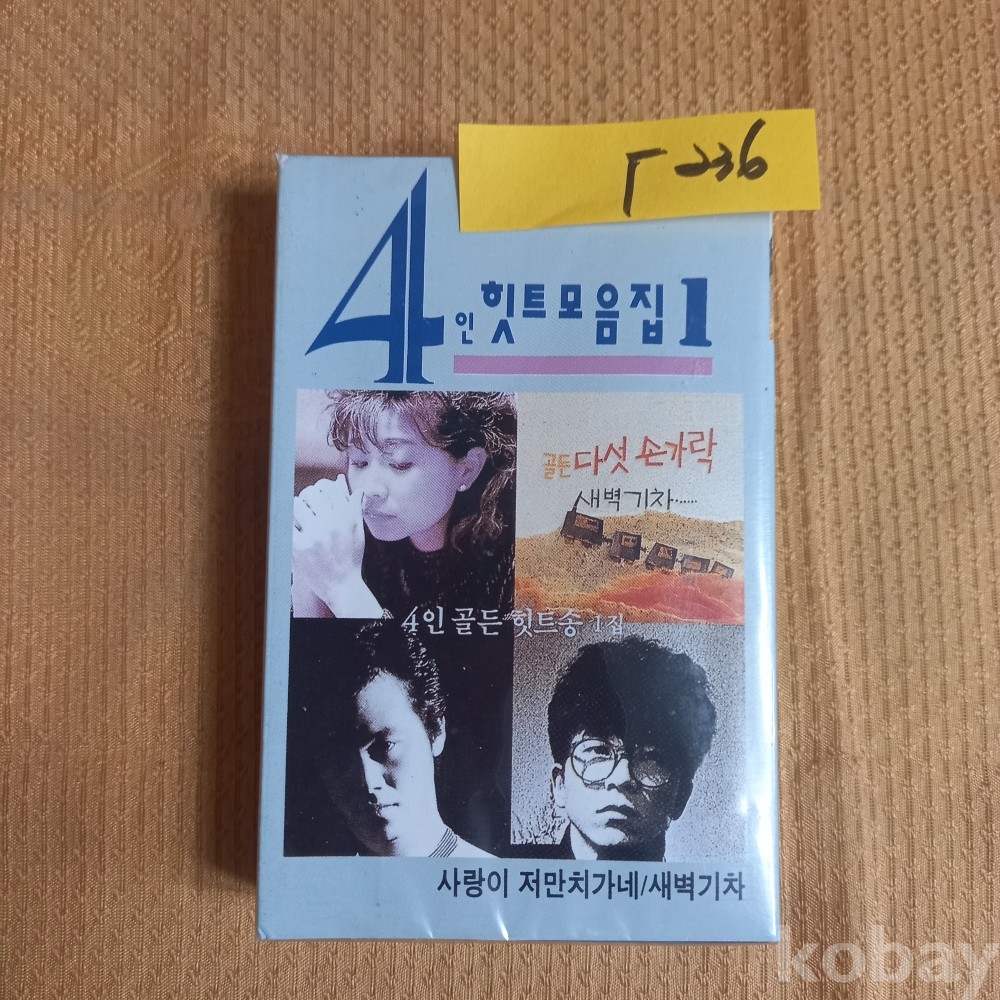 Г 236
4인 힛트모음집1
골든 다섯 손가락
새벽기차......
4인 골든 힛트송 1집
사랑이 저만치가네/새벽기차
kobay